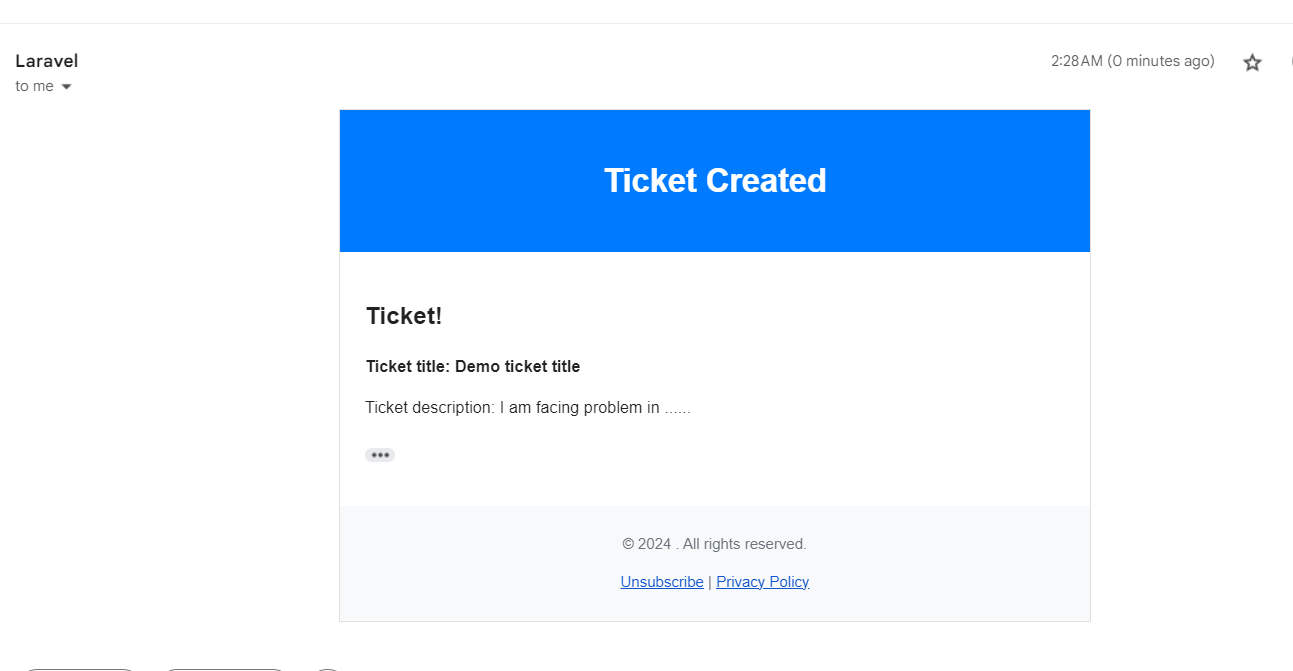 Laravel
2:28 AM (0 minutes ago)
to me
Ticket Created
Ticket!
Ticket title: Demo ticket title
Ticket description: I am facing problem in ......
© 2024 . All rights reserved.
Unsubscribe | Privacy Policy